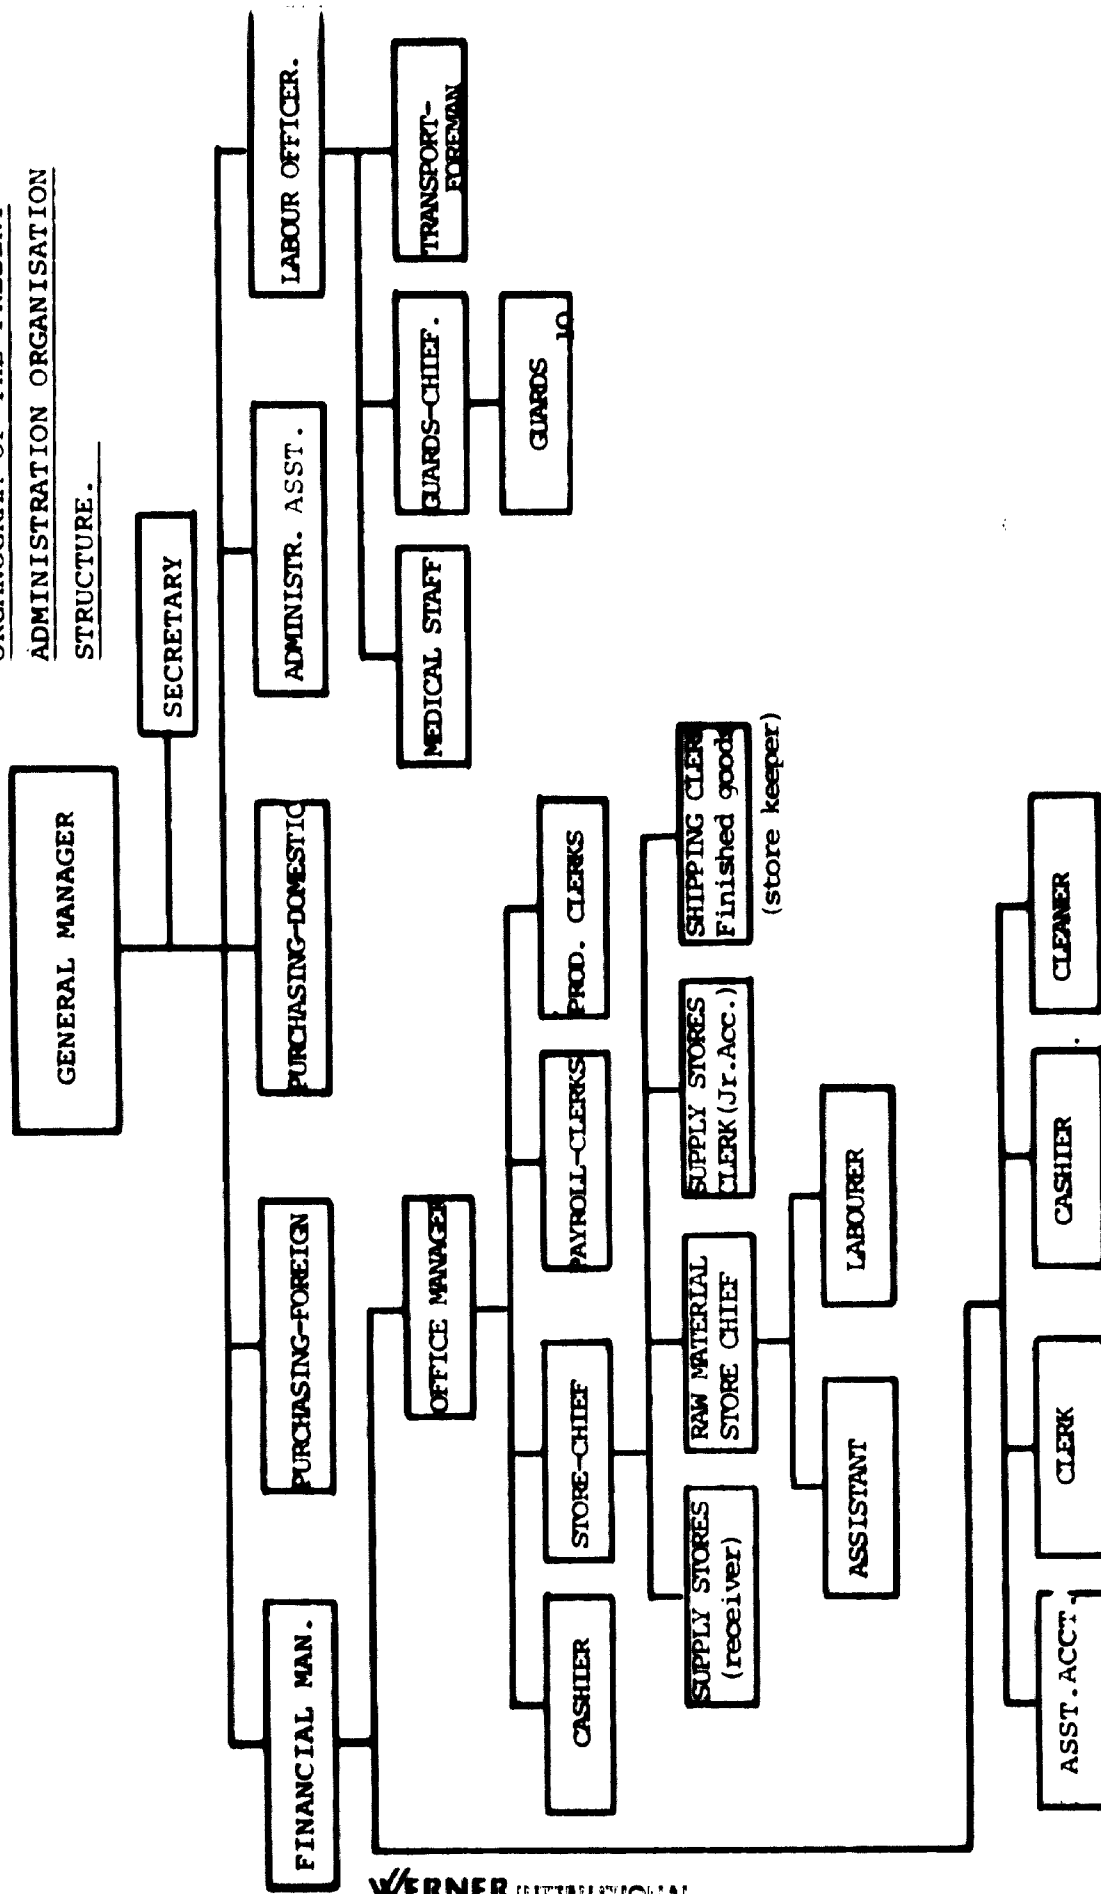 ORGANOGRAM OF THE PRESENT
ADMINISTRATION ORGANISATION
STRUCTURE.
GENERAL MANAGER
SECRETARY
FINANCIAL MAN.
PURCHASING-FOREIGN
PURCHASING-DOMESTIC
ADMINISTR. ASST.
LABOUR OFFICER.
OFFICE MANAGER
MEDICAL STAFF
GUARDS-CHIEF.
TRANSPORT-
FOREMAN
GUARDS
10
CASHIER
STORE-CHIEF
PAYROLL-CLERKS
PROD. CLERKS
SUPPLY STORES
(receiver)
RAW MATERIAL
STORE CHIEF
SUPPLY STORES
CLERK(Jr.Acc.)
SHIPPING CLERK
Finished goods
(store keeper)
ASSISTANT
LABOURER
ASST.ACCT.
CLERK
CASHIER
CLEANER
WERNER INTERNATIONAL